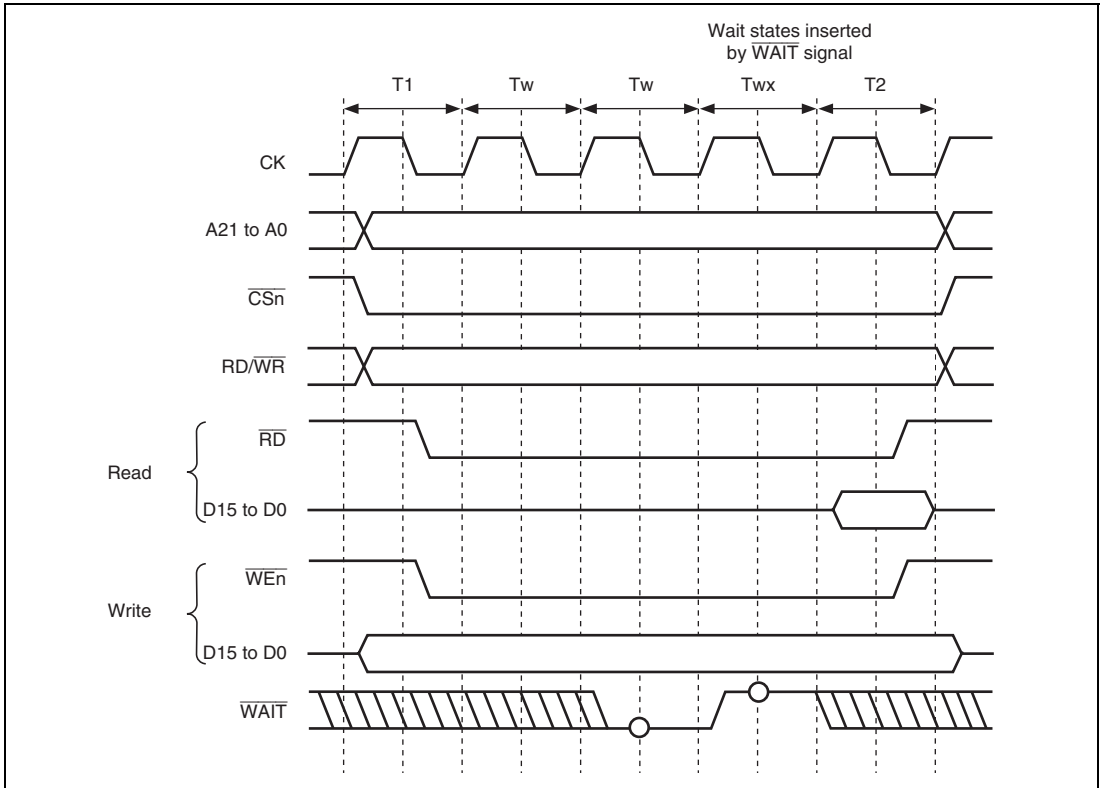 Wait states inserted
by WAIT signal
T1 Tw Tw Twx T2
CK
A21 to A0
CSn
RD/WR
RD
Read
D15 to D0
WEn
Write
D15 to D0
WAIT